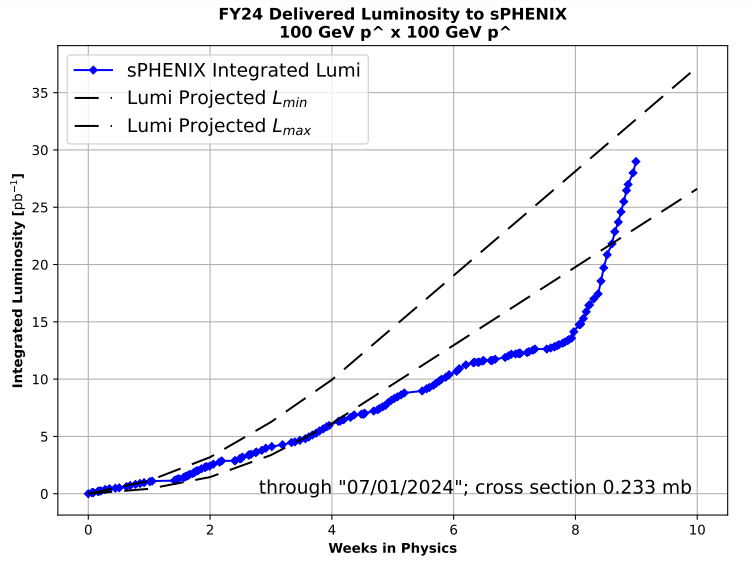 FY24 Delivered Luminosity to sPHENIX
100 GeV p^ x 100 GeV p^
sPHENIX Integrated Lumi
Lumi Projected L_min
Lumi Projected L_max
Integrated Luminosity [pb⁻¹]
35
30
25
20
15
10
5
0
through "07/01/2024"; cross section 0.233 mb
0 2 4 6 8 10
Weeks in Physics